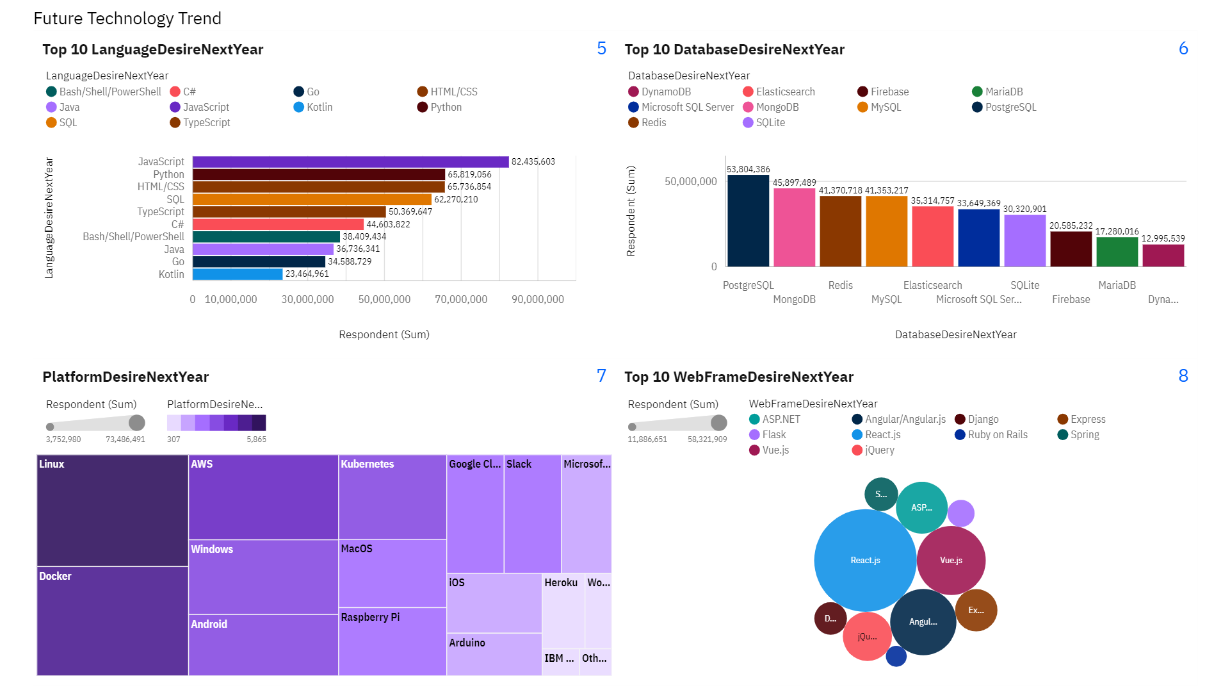 Future Technology Trend
Top 10 LanguageDesireNextYear
5
LanguageDesireNextYear
Bash/Shell/PowerShell C# Go HTML/CSS
Java JavaScript Kotlin Python
SQL TypeScript
LanguageDesireNextYear
JavaScript 82,435,603
Python 65,819,056
HTML/CSS 65,736,854
SQL 62,270,210
TypeScript 50,369,647
C# 44,603,822
Bash/Shell/PowerShell 38,409,434
Java 36,736,341
Go 34,588,729
Kotlin 23,464,961
0 10,000,000 30,000,000 50,000,000 70,000,000 90,000,000
Respondent (Sum)
Top 10 DatabaseDesireNextYear
6
DatabaseDesireNextYear
DynamoDB Elasticsearch Firebase MariaDB
Microsoft SQL Server MongoDB MySQL PostgreSQL
Redis SQLite
Respondent (Sum)
50,000,000
0
53,804,386 45,897,489 41,370,718 41,353,217 35,314,757 33,649,369 30,320,901 20,585,232 17,280,016 12,995,539
PostgreSQL Redis Elasticsearch SQLite MariaDB
MongoDB MySQL Microsoft SQL Ser... Firebase Dyna...
DatabaseDesireNextYear
PlatformDesireNextYear
7
Respondent (Sum) PlatformDesireNe...
3,752,980 73,486,491 307 5,865
Linux AWS Kubernetes Google Cl... Slack Microsof...
Windows MacOS
Docker iOS Heroku Wo...
Android Raspberry Pi
Arduino
IBM ... Oth...
Top 10 WebFrameDesireNextYear
8
Respondent (Sum) WebFrameDesireNextYear
11,886,651 58,321,909
ASP.NET Angular/Angular.js Django Express
Flask React.js Ruby on Rails Spring
Vue.js jQuery
S...
ASP...
React.js Vue.js
Ex...
D... Angul...
jQu...